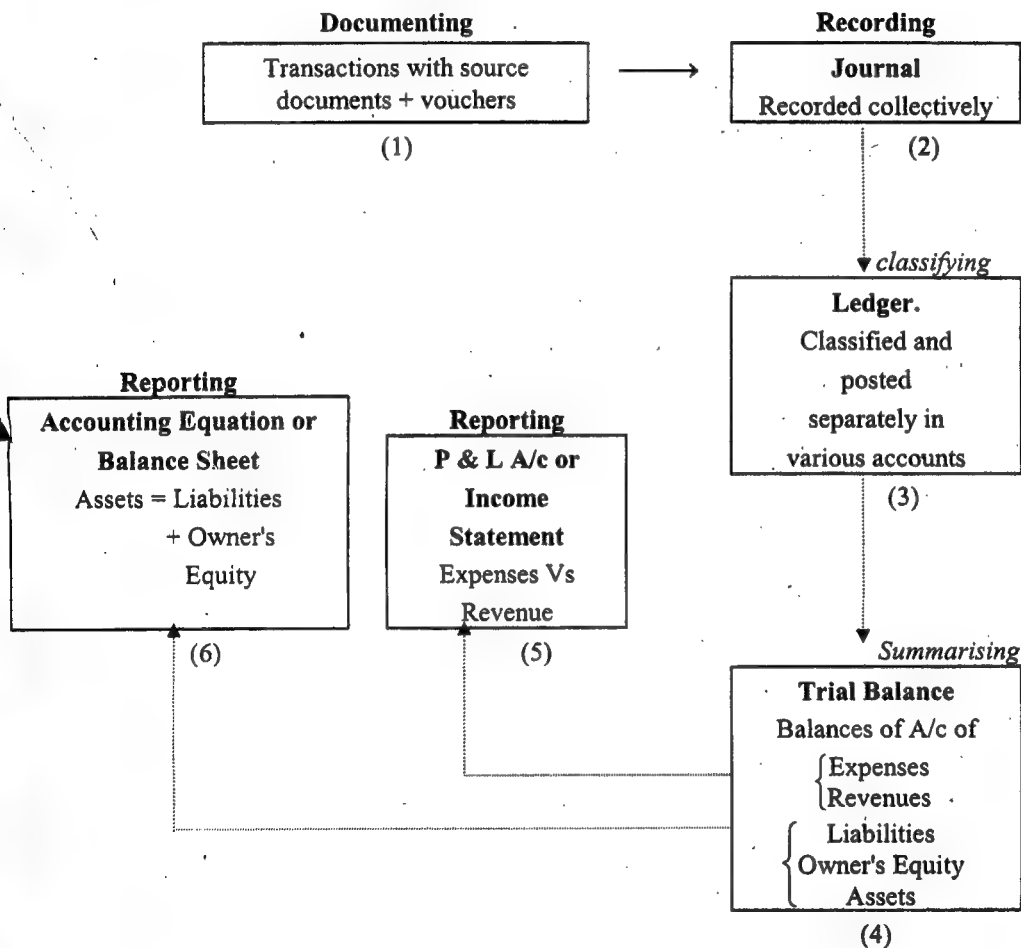 Documenting
Transactions with source
documents + vouchers
(1)
Recording
Journal
Recorded collectively
(2)
classifying
Ledger.
Classified and
posted
separately in
various accounts
(3)
Summarising
Trial Balance
Balances of A/c of
Expenses
Revenues
Liabilities
Owner's Equity
Assets
(4)
Reporting
P & L A/c or
Income
Statement
Expenses Vs
Revenue
(5)
Reporting
Accounting Equation or
Balance Sheet
Assets = Liabilities
+ Owner's
Equity
(6)